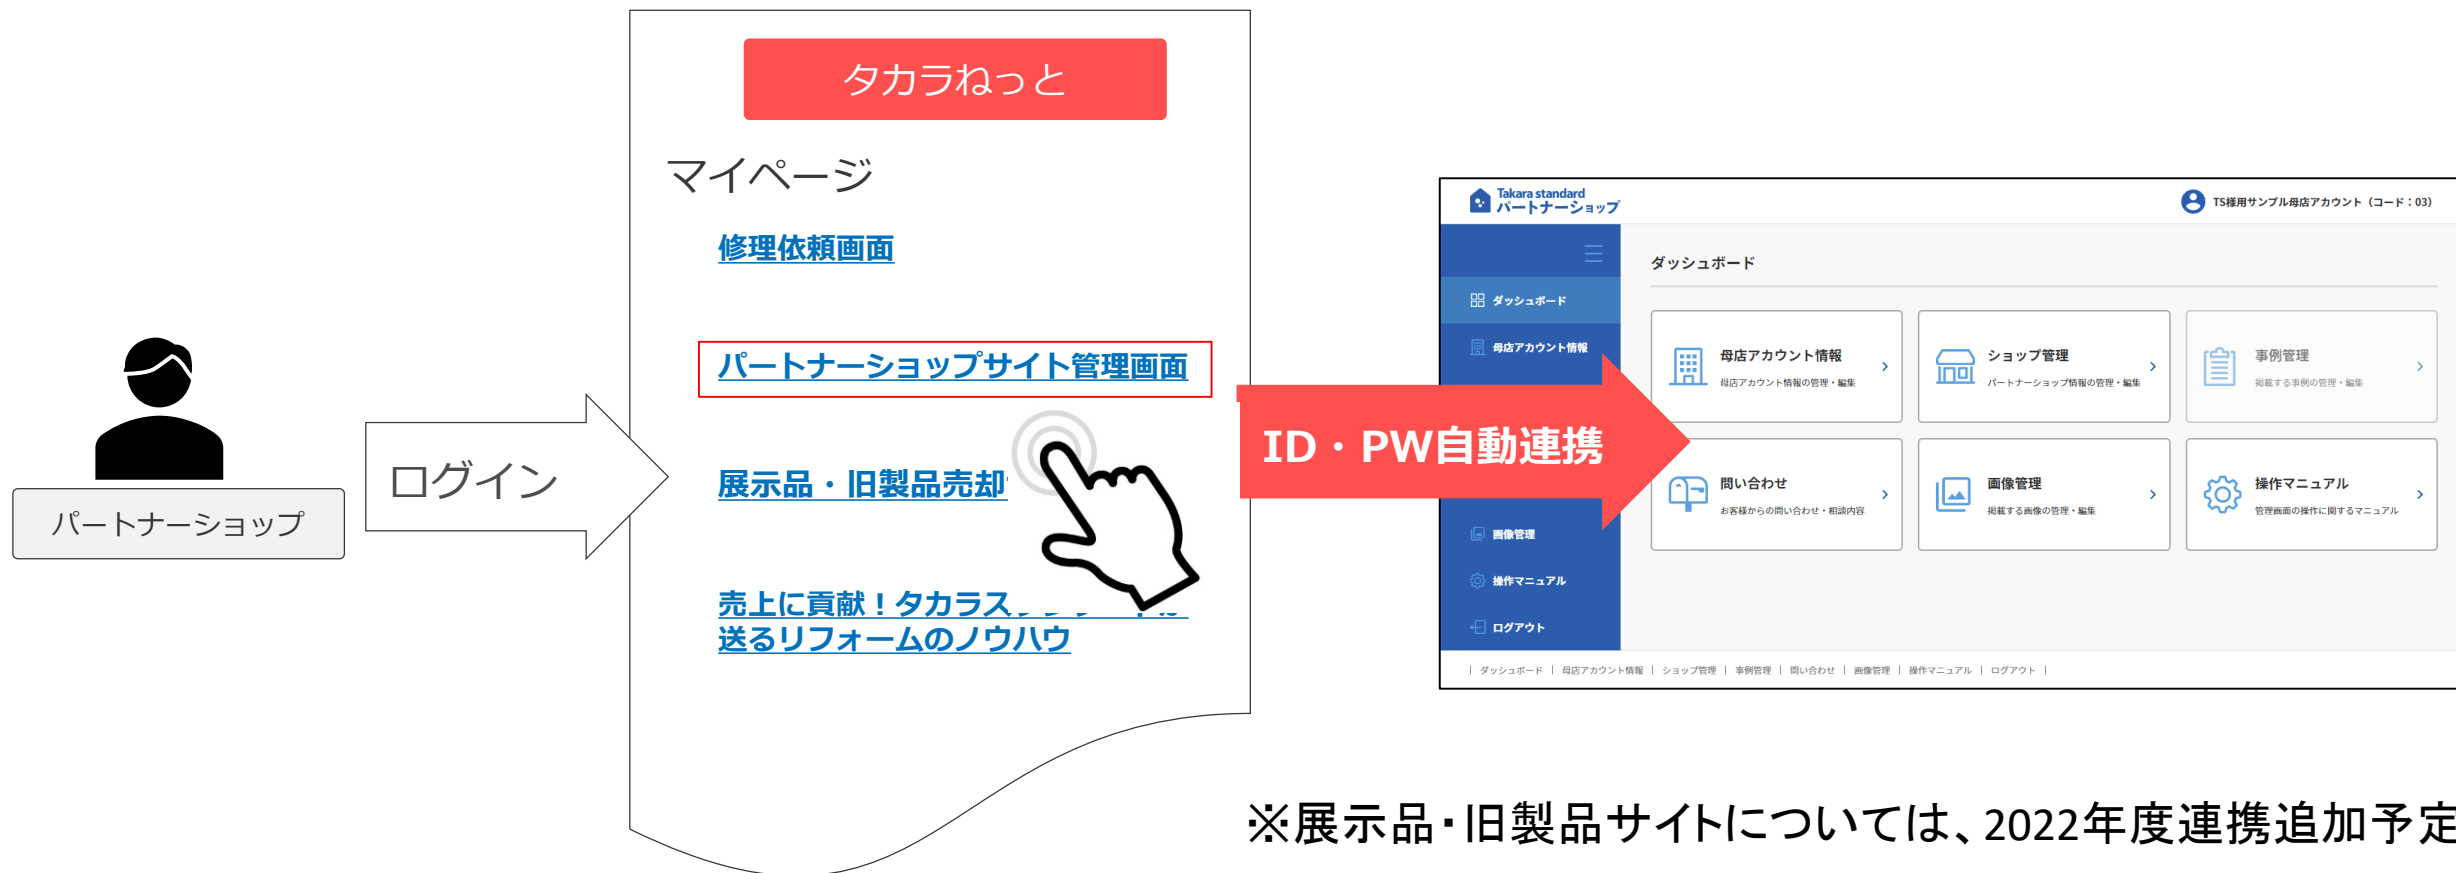 タカラねっと
マイページ
修理依頼画面
パートナーショップサイト管理画面
展示品・旧製品売却
売上に貢献！タカラス
送るリフォームのノウハウ
パートナーショップ
ログイン
ID・PW自動連携
Takara standard
パートナーショップ
TS様用サンプル母店アカウント（コード：03）
ダッシュボード
母店アカウント情報
画像管理
操作マニュアル
ログアウト
ダッシュボード
母店アカウント情報
母店アカウント情報の管理・編集
ショップ管理
パートナーショップ情報の管理・編集
事例管理
掲載する事例の管理・編集
問い合わせ
お客様からの問い合わせ・相談内容
画像管理
掲載する画像の管理・編集
操作マニュアル
管理画面の操作に関するマニュアル
| ダッシュボード | 母店アカウント情報 | ショップ管理 | 事例管理 | 問い合わせ | 画像管理 | 操作マニュアル | ログアウト |
※展示品・旧製品サイトについては、2022年度連携追加予定